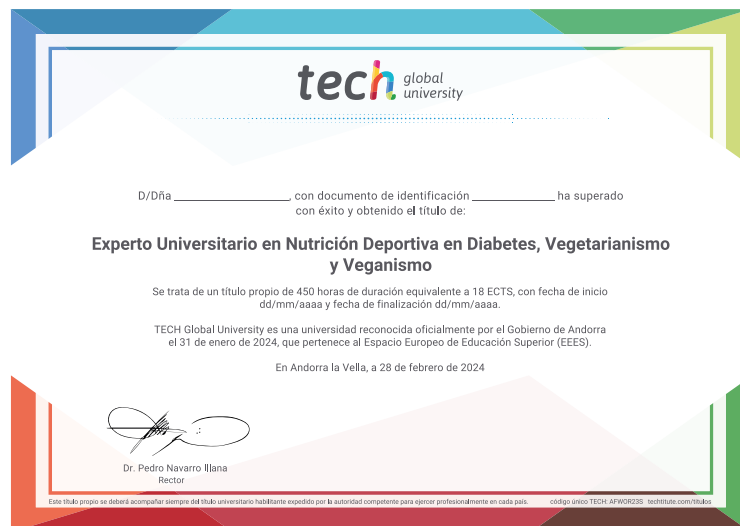 tech global university
D/Dña ______________, con documento de identificación ______________ ha superado
con éxito y obtenido el título de:
Experto Universitario en Nutrición Deportiva en Diabetes, Vegetarianismo
y Veganismo
Se trata de un título propio de 450 horas de duración equivalente a 18 ECTS, con fecha de inicio
dd/mm/aaaa y fecha de finalización dd/mm/aaaa.
TECH Global University es una universidad reconocida oficialmente por el Gobierno de Andorra
el 31 de enero de 2024, que pertenece al Espacio Europeo de Educación Superior (EEES).
En Andorra la Vella, a 28 de febrero de 2024
Dr. Pedro Navarro Illana
Rector
Este título propio se deberá acompañar siempre del título universitario habilitante expedido por la autoridad competente para ejercer profesionalmente en cada país. código único TECH: AFWOR23S techtitute.com/titulos